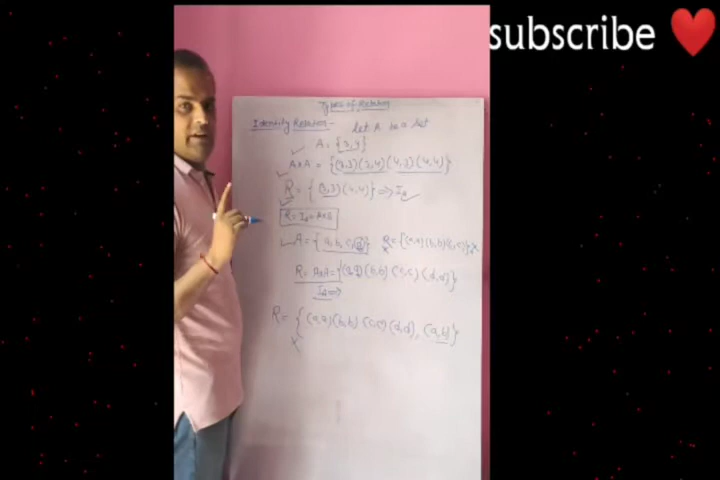 subscribe
Types of Relation
Identity Relation - Let A be a set
A = {3,4}
A×A = {(3,3)(3,4)(4,3)(4,4)}
R = {(3,3)(4,4)} ⇒ I_A
A = {a, b, c, d} R = {(a,a)(b,b)(c,c)}
R = A×A = {(a,a)(b,b)(c,c)(d,d)}
I_A ⇒
R = {(a,a)(b,b)(c,c)(d,d), (a,b)}